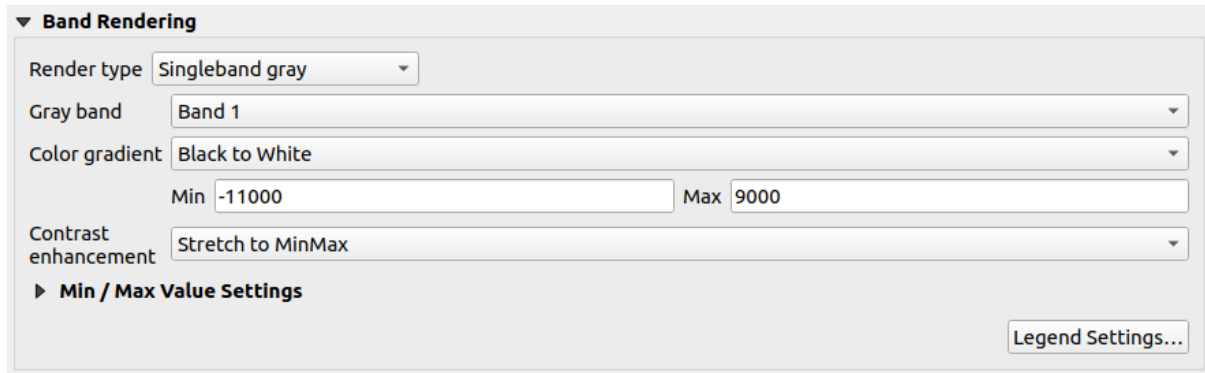 Band Rendering
Render type Singleband gray
Gray band Band 1
Color gradient Black to White
Min -11000 Max 9000
Contrast
enhancement Stretch to MinMax
Min / Max Value Settings
Legend Settings...